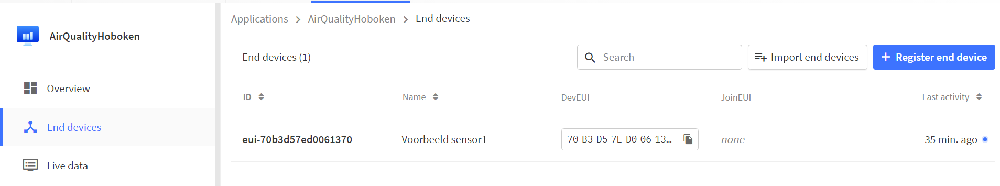 AirQualityHoboken
Overview
End devices
Live data
Applications > AirQualityHoboken > End devices
End devices (1)
Search
Import end devices
+ Register end device
ID Name DevEUI JoinEUI Last activity
eui-70b3d57ed0061370 Voorbeeld sensor1 70 B3 D5 7E D0 06 13… none 35 min. ago